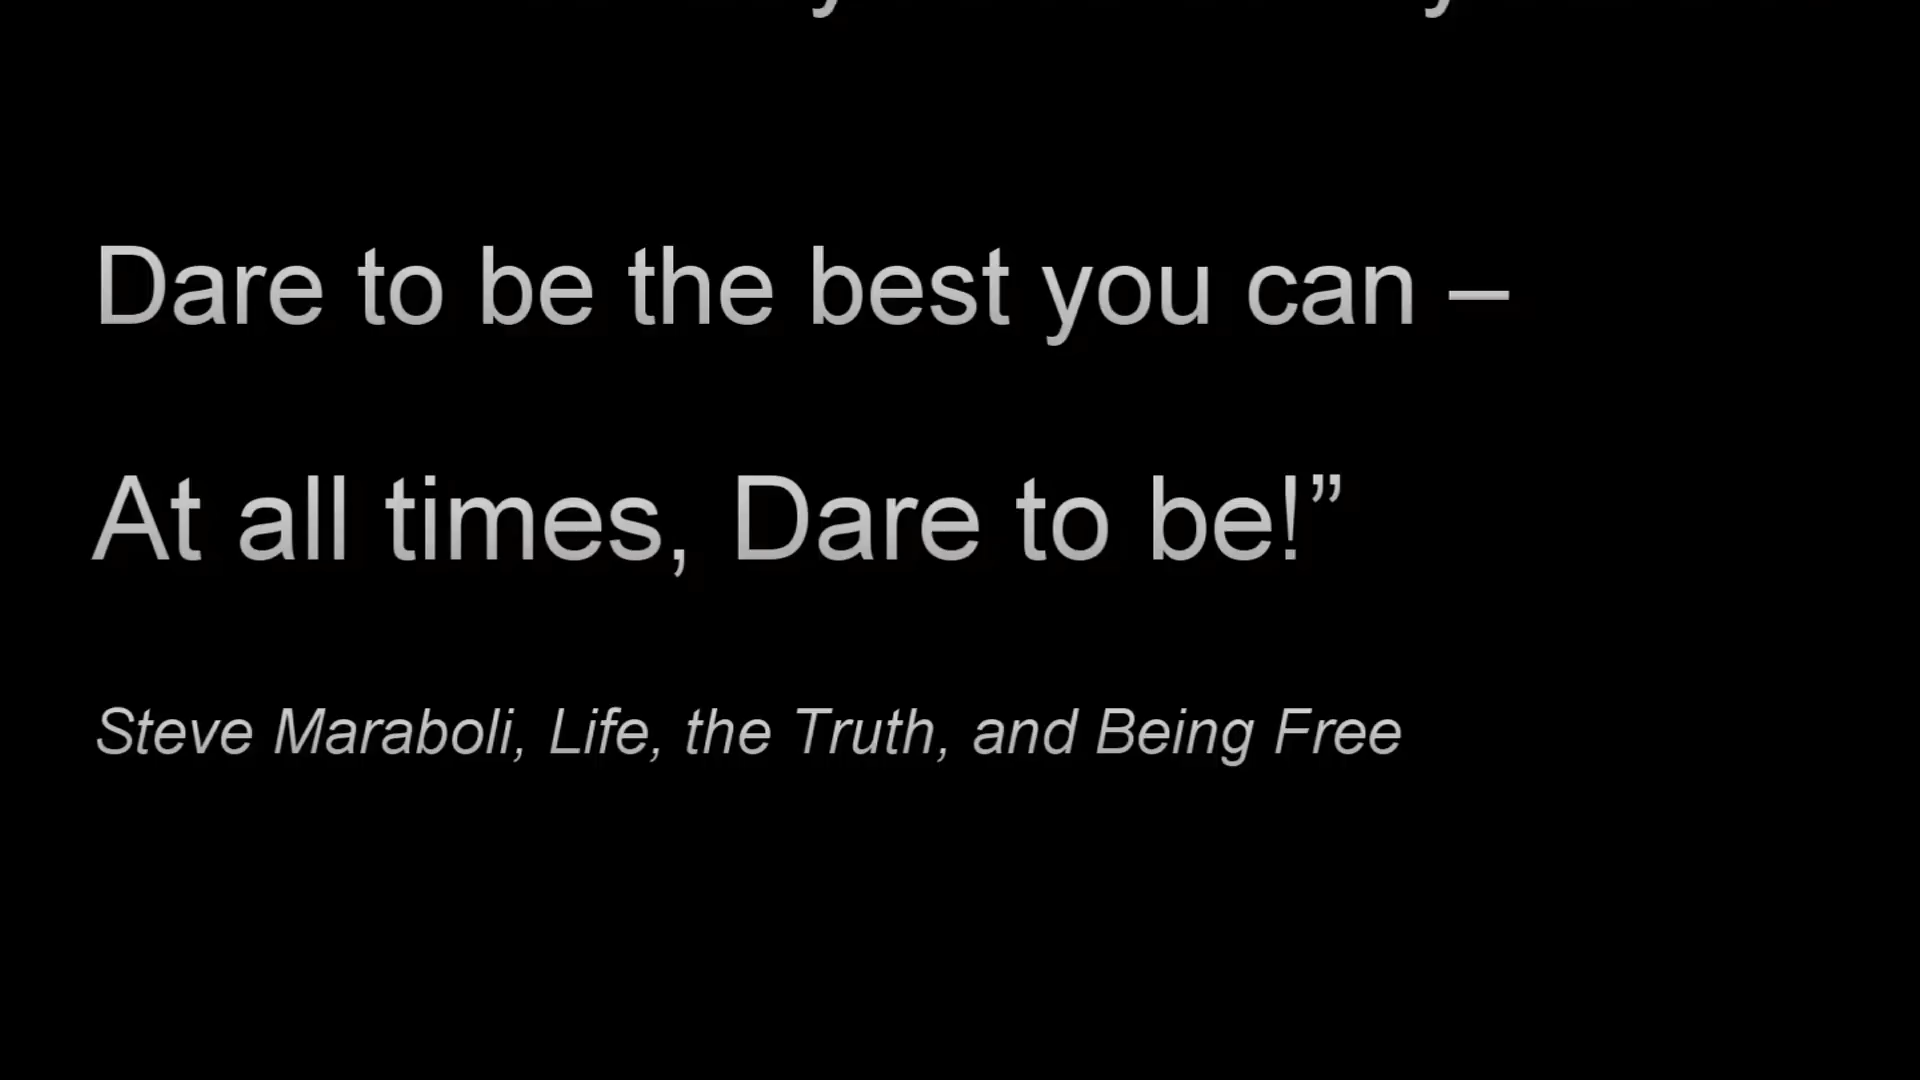 Dare to be the best you can –
At all times, Dare to be!”
Steve Maraboli, Life, the Truth, and Being Free